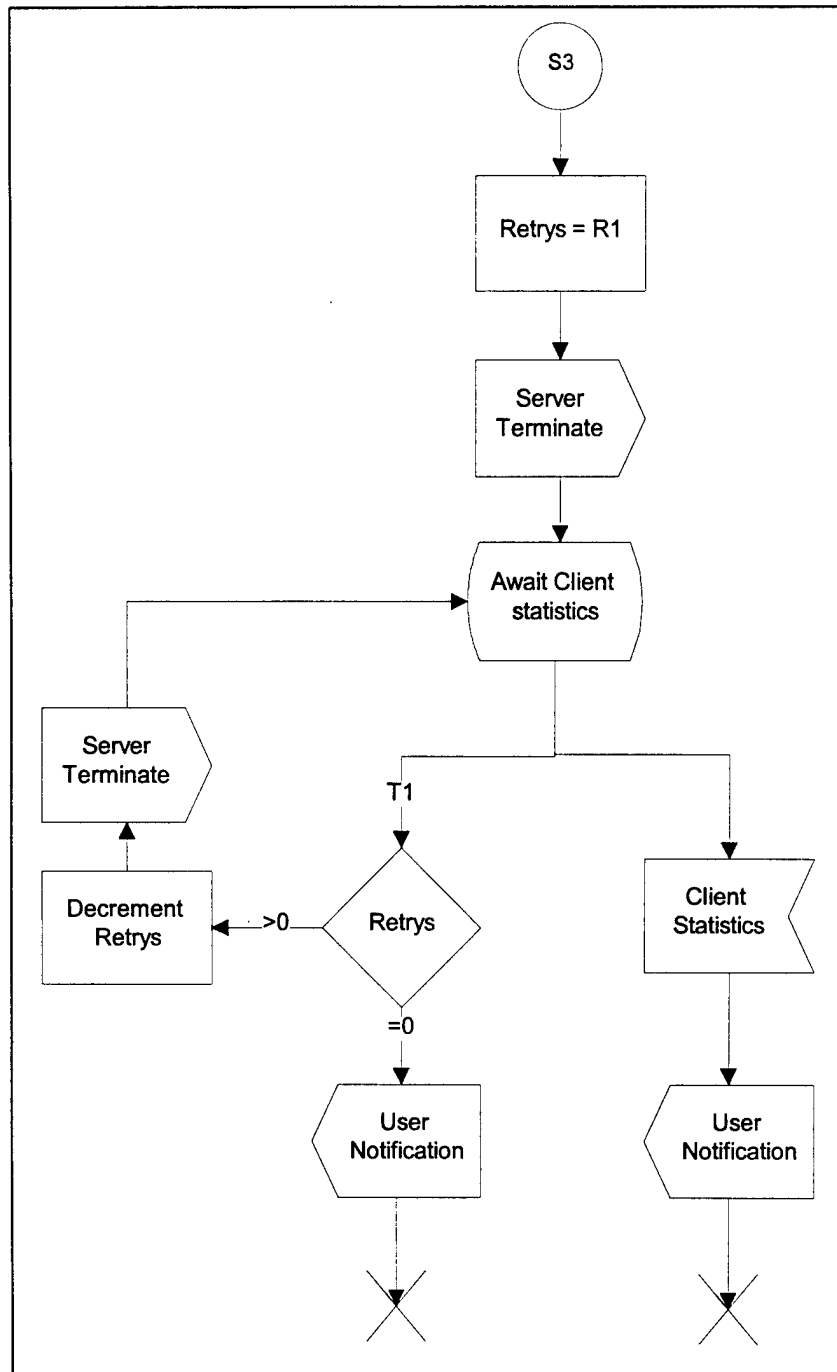 S3
Retrys = R1
Server
Terminate
Await Client
statistics
Server
Terminate
T1
Decrement
Retrys
>0
Retrys
Client
Statistics
=0
User
Notification
User
Notification